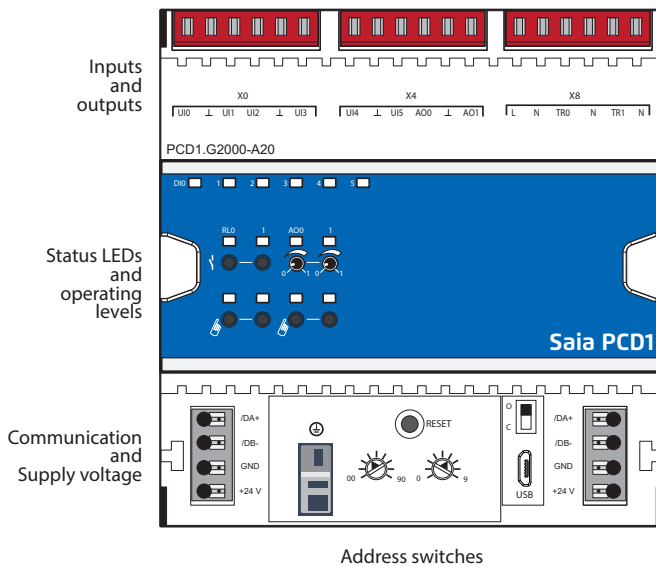 Inputs
and
outputs
X0
X4
X8
UI0 ⊥ UI1 UI2 ⊥ UI3
UI4 ⊥ UI5 AO0 ⊥ AO1
L N TR0 N TR1 N
PCD1.G2000-A20
DI0 1 2 3 4 5
RL0 1 AO0 1
0 1 0 1
Status LEDs
and
operating
levels
Saia PCD1
Communication
and
Supply voltage
/DA+
/DB-
GND
+24 V
RESET
00 90 0 9
O
C
USB
/DA+
/DB-
GND
+24 V
Address switches